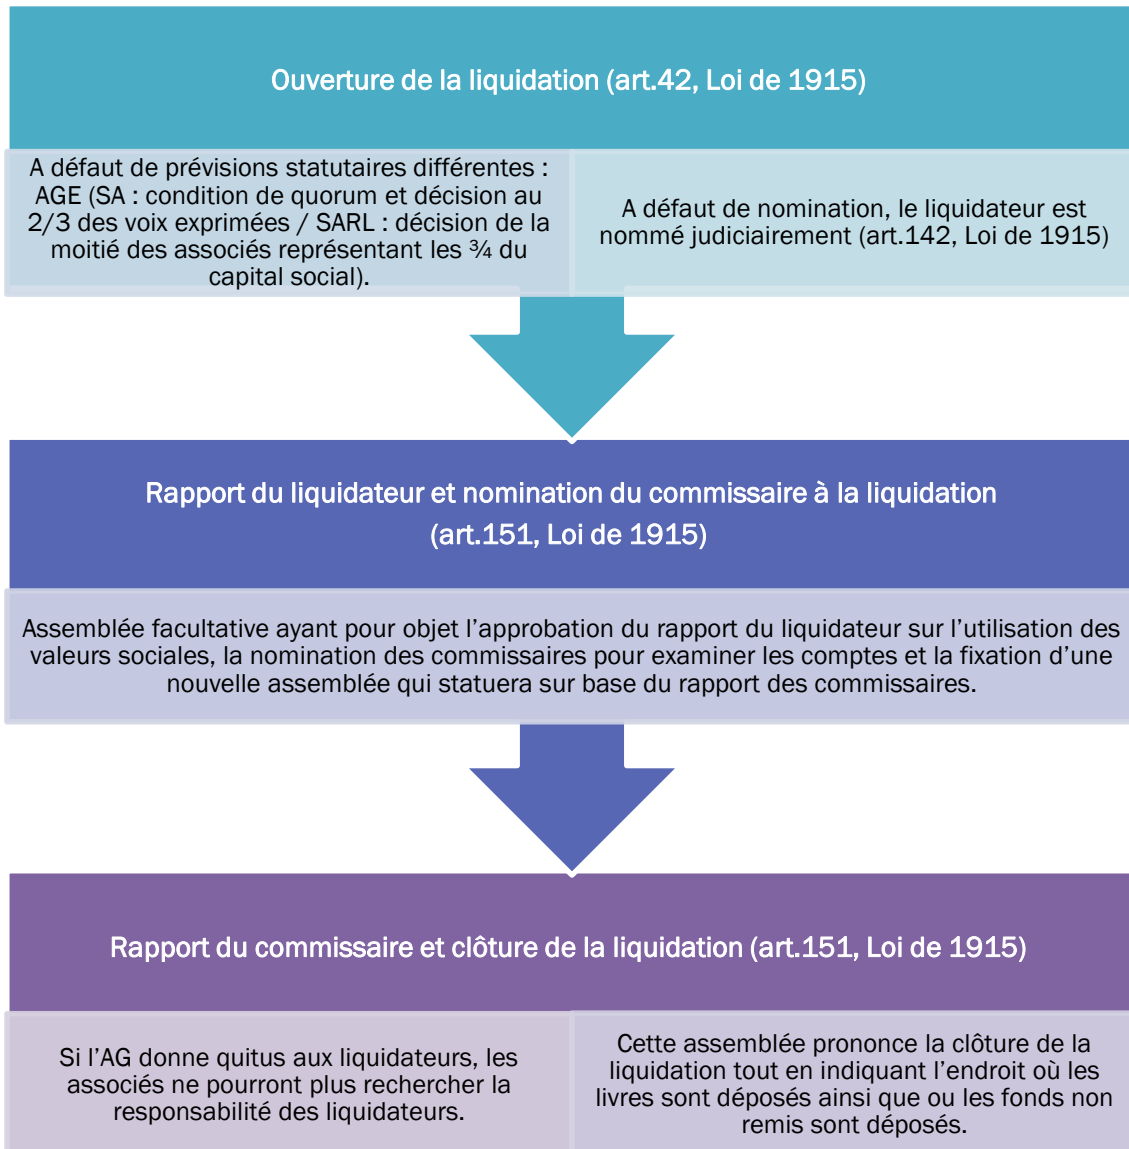 Ouverture de la liquidation (art.42, Loi de 1915)
A défaut de prévisions statutaires différentes :
AGE (SA : condition de quorum et décision au
2/3 des voix exprimées / SARL : décision de la
moitié des associés représentant les ¾ du
capital social).
A défaut de nomination, le liquidateur est
nommé judiciairement (art.142, Loi de 1915)
Rapport du liquidateur et nomination du commissaire à la liquidation
(art.151, Loi de 1915)
Assemblée facultative ayant pour objet l’approbation du rapport du liquidateur sur l’utilisation des
valeurs sociales, la nomination des commissaires pour examiner les comptes et la fixation d’une
nouvelle assemblée qui statuera sur base du rapport des commissaires.
Rapport du commissaire et clôture de la liquidation (art.151, Loi de 1915)
Si l’AG donne quitus aux liquidateurs, les
associés ne pourront plus rechercher la
responsabilité des liquidateurs.
Cette assemblée prononce la clôture de la
liquidation tout en indiquant l’endroit où les
livres sont déposés ainsi que ou les fonds non
remis sont déposés.